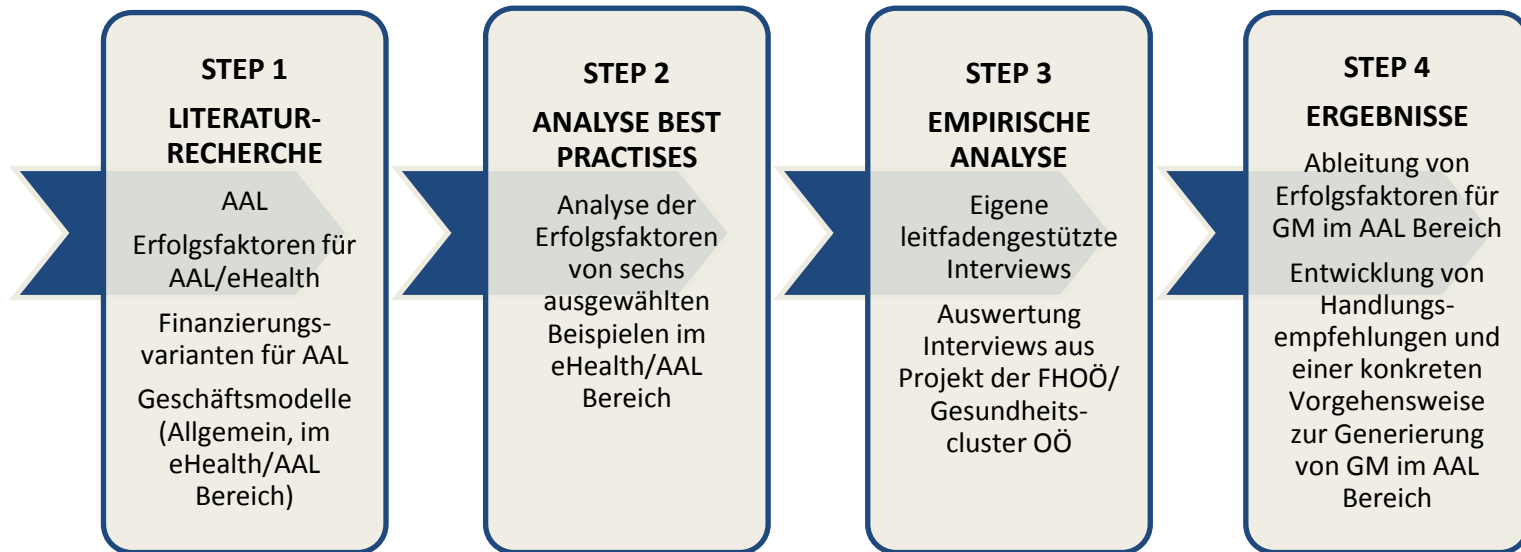 STEP 1
LITERATUR-
RECHERCHE
AAL
Erfolgsfaktoren für
AAL/eHealth
Finanzierungs-
varianten für AAL
Geschäftsmodelle
(Allgemein, im
eHealth/AAL
Bereich)
STEP 2
ANALYSE BEST
PRACTISES
Analyse der
Erfolgsfaktoren
von sechs
ausgewählten
Beispielen im
eHealth/AAL
Bereich
STEP 3
EMPIRISCHE
ANALYSE
Eigene
leitfadengestützte
Interviews
Auswertung
Interviews aus
Projekt der FHOÖ/
Gesundheits-
cluster OÖ
STEP 4
ERGEBNISSE
Ableitung von
Erfolgsfaktoren für
GM im AAL Bereich
Entwicklung von
Handlungs-
empfehlungen und
einer konkreten
Vorgehensweise
zur Generierung
von GM im AAL
Bereich